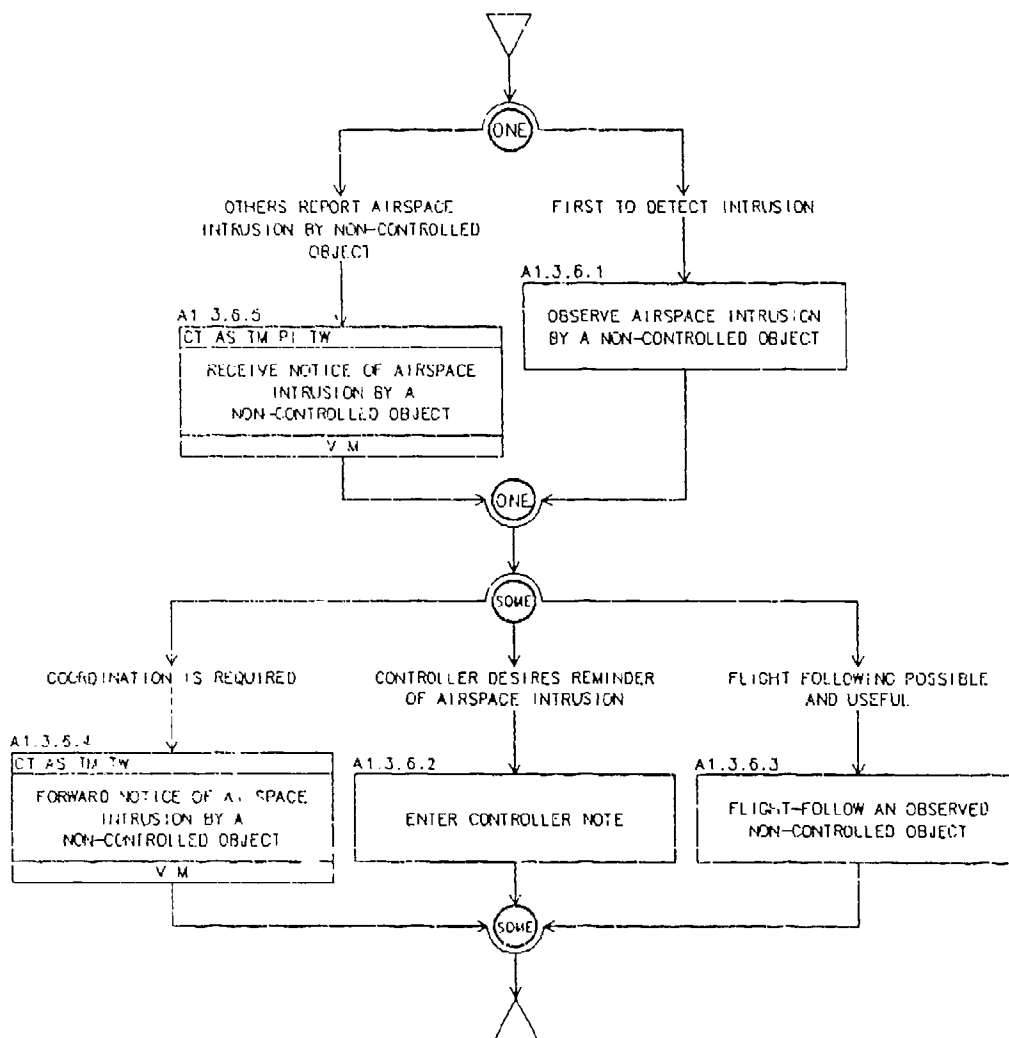 ONE
OTHERS REPORT AIRSPACE
INTRUSION BY NON-CONTROLLED
OBJECT
FIRST TO DETECT INTRUSION
A1.3.6.1
OBSERVE AIRSPACE INTRUSION
BY A NON-CONTROLLED OBJECT
A1 3.6.5
CT AS TM PI TW
RECEIVE NOTICE OF AIRSPACE
INTRUSION BY A
NON-CONTROLLED OBJECT
V M
ONE
SOME
COORDINATION IS REQUIRED
CONTROLLER DESIRES REMINDER
OF AIRSPACE INTRUSION
FLIGHT FOLLOWING POSSIBLE
AND USEFUL
A1.3.6.4
CT AS TM TW
FORWARD NOTICE OF AI SPACE
INTRUSION BY A
NON-CONTROLLED OBJECT
V M
A1.3.6.2
ENTER CONTROLLER NOTE
A1.3.6.3
FLIGHT-FOLLOW AN OBSERVED
NON-CONTROLLED OBJECT
SOME